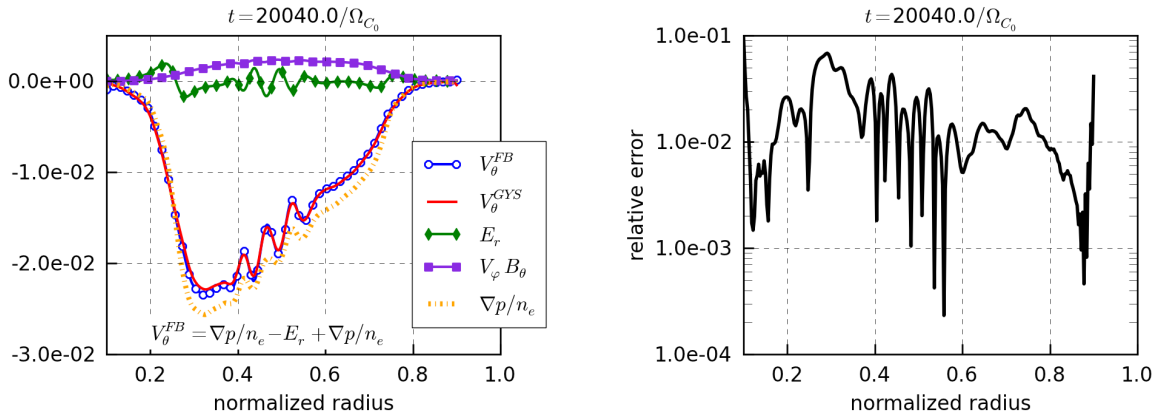 t = 20040.0/Ω_{C_0}
0.0e+00
-1.0e-02
-2.0e-02
-3.0e-02
0.2 0.4 0.6 0.8 1.0
normalized radius
V_θ^{FB}
V_θ^{GYS}
E_r
V_φ B_θ
∇p/n_e
V_θ^{FB} = ∇p/n_e − E_r + ∇p/n_e
t = 20040.0/Ω_{C_0}
1.0e-01
1.0e-02
1.0e-03
1.0e-04
relative error
0.2 0.4 0.6 0.8 1.0
normalized radius